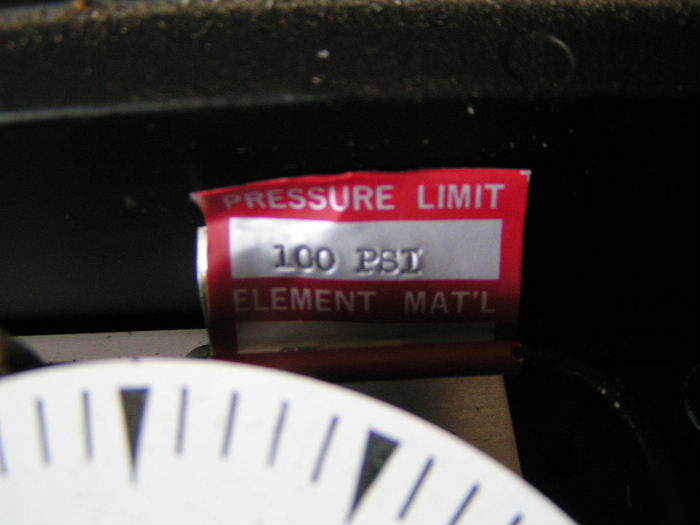 PRESSURE LIMIT
100 PSI
ELEMENT MAT'L